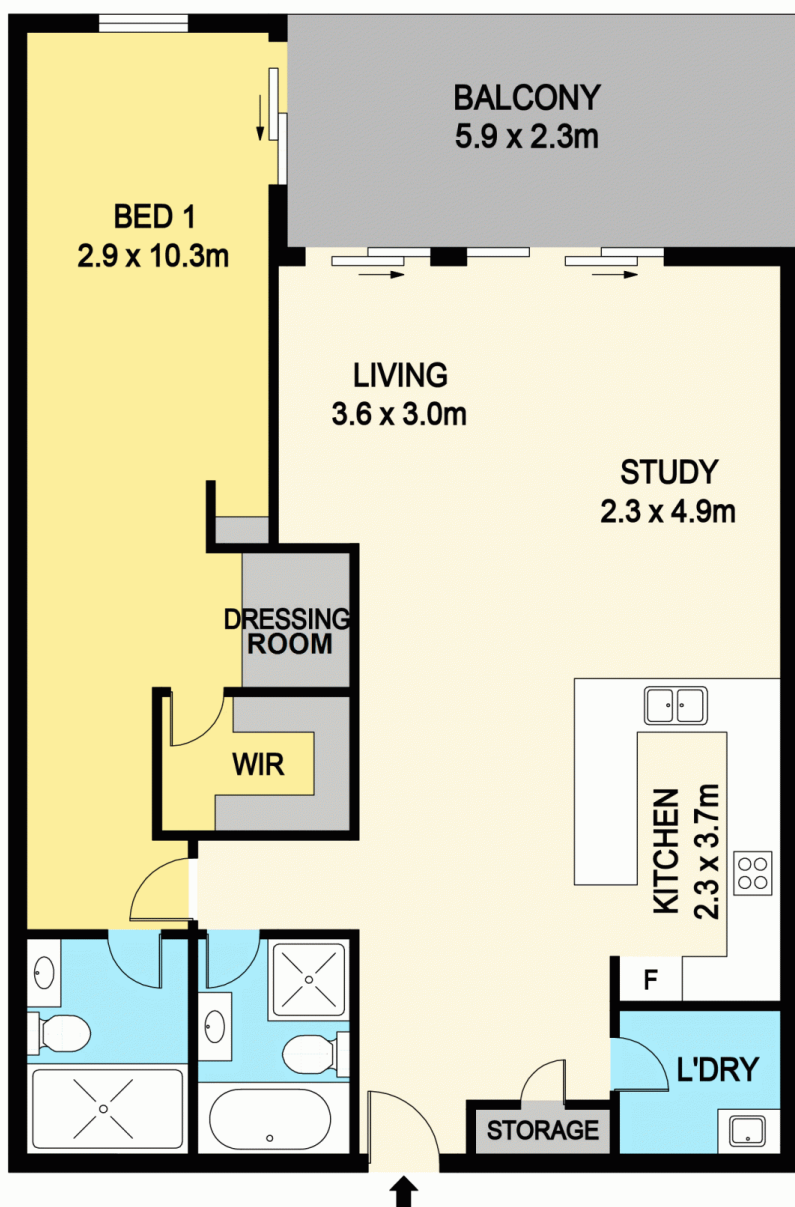 BALCONY
5.9 x 2.3m
BED 1
2.9 x 10.3m
LIVING
3.6 x 3.0m
STUDY
2.3 x 4.9m
DRESSING
ROOM
WIR
KITCHEN
2.3 x 3.7m
F
L'DRY
STORAGE